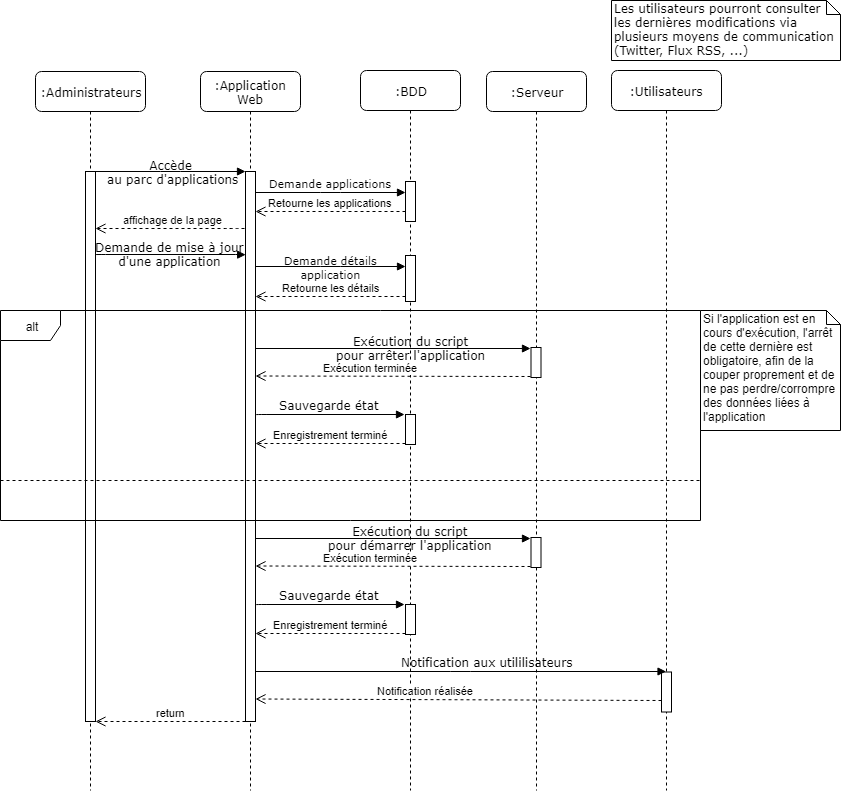 Les utilisateurs pourront consulter
les dernières modifications via
plusieurs moyens de communication
(Twitter, Flux RSS, ...)
:Administrateurs
:Application
Web
:BDD
:Serveur
:Utilisateurs
Accède
au parc d'applications
Demande applications
Retourne les applications
affichage de la page
Demande de mise à jour
d'une application
Demande détails
application
Retourne les détails
alt
Si l'application est en
cours d'exécution, l'arrêt
de cette dernière est
obligatoire, afin de la
couper proprement et de
ne pas perdre/corrompre
des données liées à
l'application
Exécution du script
pour arrêter l'application
Exécution terminée
Sauvegarde état
Enregistrement terminé
Exécution du script
pour démarrer l'application
Exécution terminée
Sauvegarde état
Enregistrement terminé
Notification aux utililisateurs
Notification réalisée
return